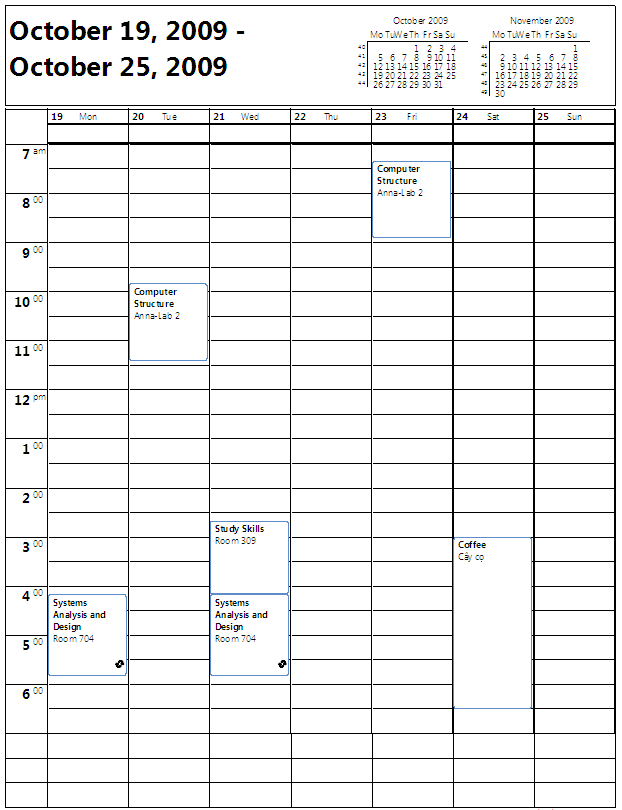 October 19, 2009 -
October 25, 2009
October 2009
Mo TuWe Th Fr Sa Su
40 1 2 3 4
41 5 6 7 8 9 10 11
42 12 13 14 15 16 17 18
43 19 20 21 22 23 24 25
44 26 27 28 29 30 31
November 2009
Mo TuWe Th Fr Sa Su
44 1
45 2 3 4 5 6 7 8
46 9 10 11 12 13 14 15
47 16 17 18 19 20 21 22
48 23 24 25 26 27 28 29
49 30
19 Mon 20 Tue 21 Wed 22 Thu 23 Fri 24 Sat 25 Sun
7 am
Computer
Structure
Anna-Lab 2
8 00
9 00
Computer
Structure
Anna-Lab 2
10 00
11 00
12 pm
1 00
2 00
Study Skills
Room 309
3 00
Coffee
Cây cọ
4 00
Systems
Analysis and
Design
Room 704
Systems
Analysis and
Design
Room 704
5 00
6 00